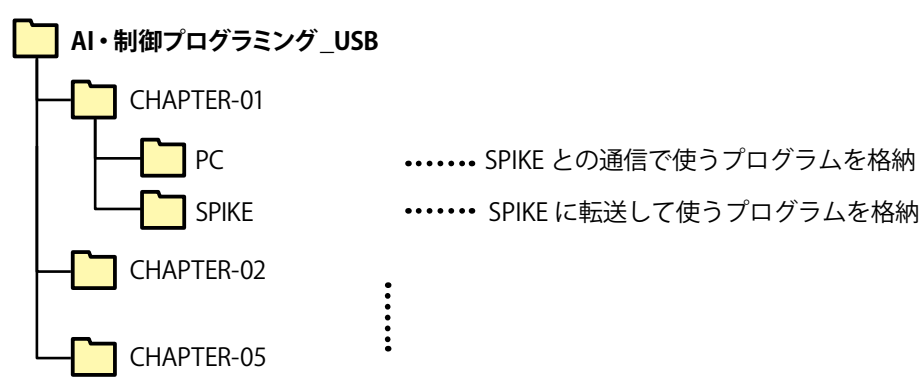 AI・制御プログラミング_USB
CHAPTER-01
PC ……. SPIKE との通信で使うプログラムを格納
SPIKE ……. SPIKE に転送して使うプログラムを格納
CHAPTER-02
CHAPTER-05